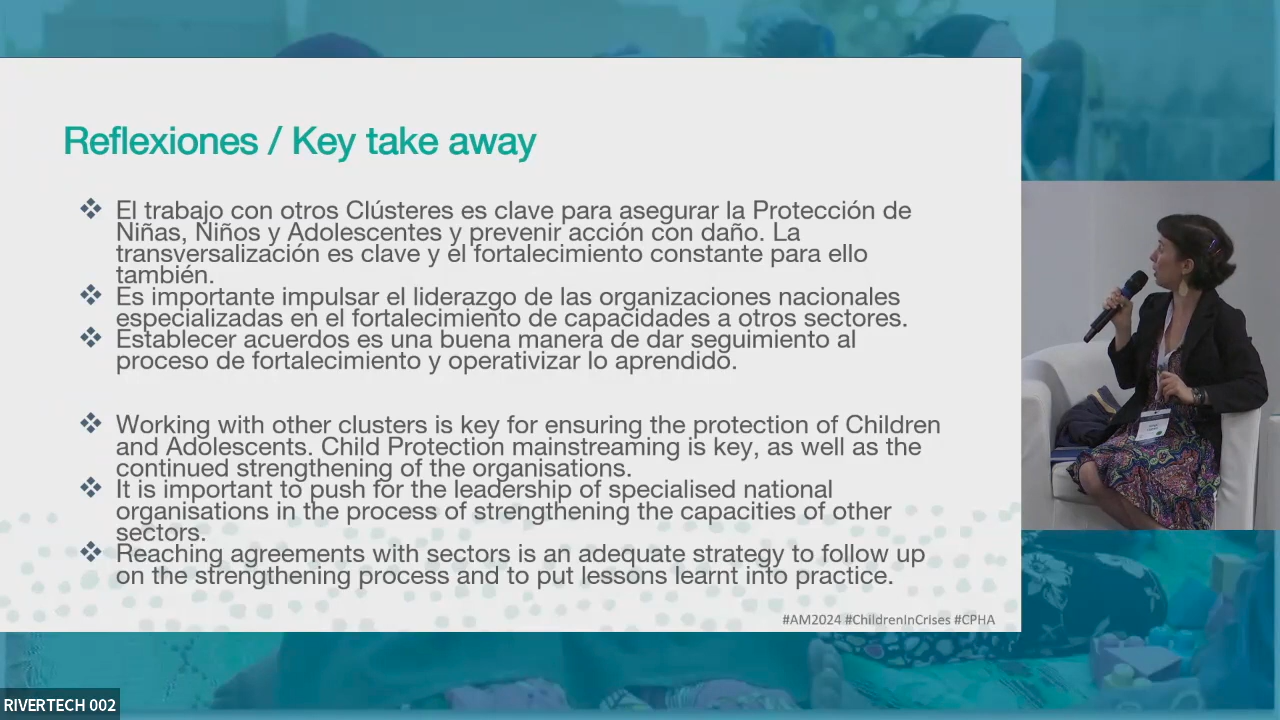 Reflexiones / Key take away
❖ El trabajo con otros Clústeres es clave para asegurar la Protección de
Niñas, Niños y Adolescentes y prevenir acción con daño. La
transversalización es clave y el fortalecimiento constante para ello
también.
❖ Es importante impulsar el liderazgo de las organizaciones nacionales
especializadas en el fortalecimiento de capacidades a otros sectores.
❖ Establecer acuerdos es una buena manera de dar seguimiento al
proceso de fortalecimiento y operativizar lo aprendido.
❖ Working with other clusters is key for ensuring the protection of Children
and Adolescents. Child Protection mainstreaming is key, as well as the
continued strengthening of the organisations.
❖ It is important to push for the leadership of specialised national
organisations in the process of strengthening the capacities of other
sectors.
❖ Reaching agreements with sectors is an adequate strategy to follow up
on the strengthening process and to put lessons learnt into practice.
#AM2024 #ChildrenInCrises #CPHA
RIVERTECH 002